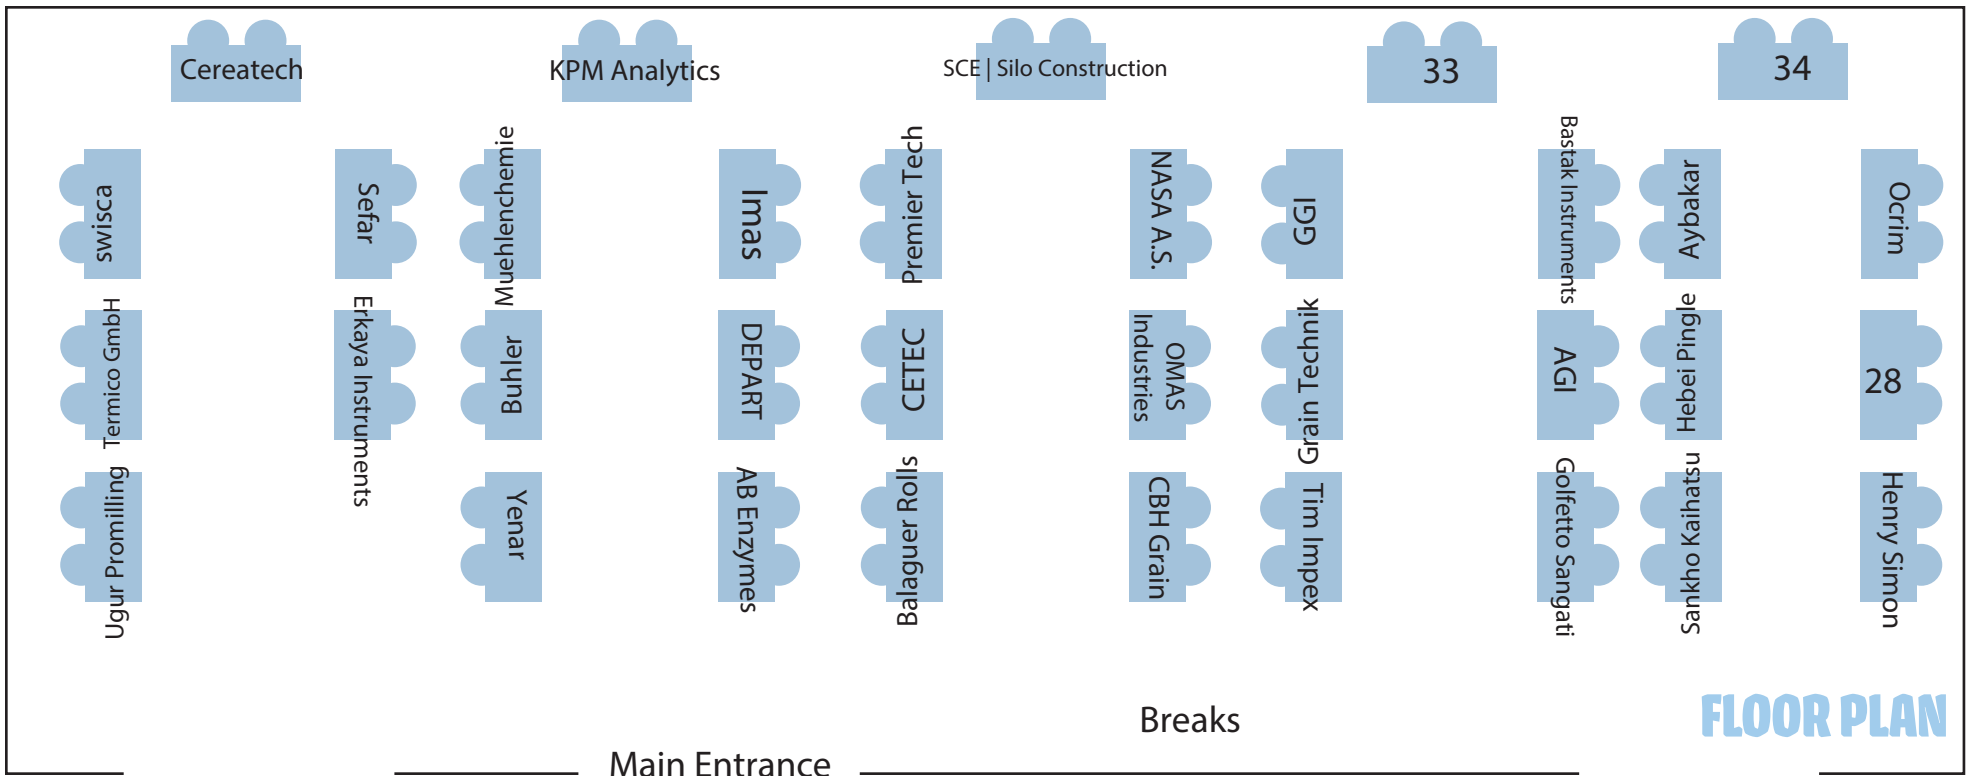 Cereatech
KPM Analytics
SCE | Silo Construction
33
34
swisca
Sefar
Muehlenchemie
Imas
Premier Tech
NASA A.S.
GGI
Bastak Instruments
Aybakar
Ocrim
Termico GmbH
Erkaya Instruments
Buhler
DEPART
CETEC
OMAS
Industries
Grain Technik
AGI
Hebei Pingle
28
Ugur Promilling
Yenar
AB Enzymes
Balaguer Rolls
CBH Grain
Tim Impex
Golfetto Sangati
Sankho Kaihatsu
Henry Simon
Breaks
FLOOR PLAN
Main Entrance